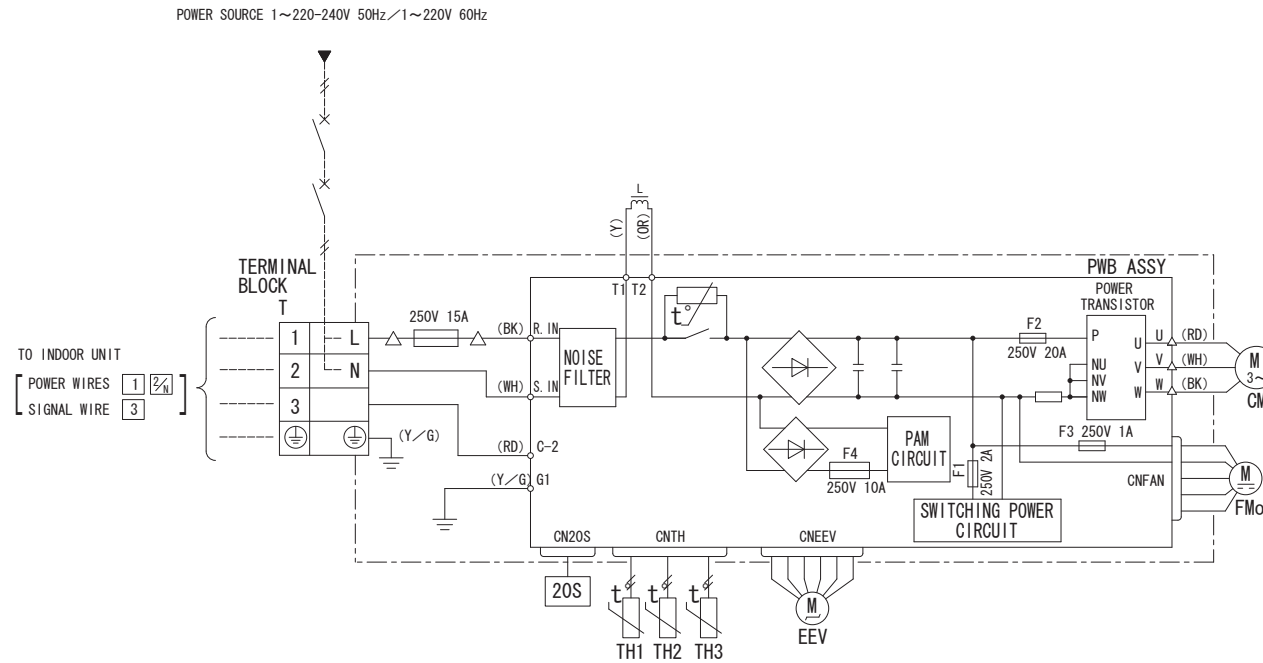 POWER SOURCE 1～220-240V 50Hz／1～220V 60Hz
L
(Y)
(OR)
TERMINAL
BLOCK
T
PWB ASSY
T1 T2
POWER
TRANSISTOR
250V 15A
(BK) R.IN
t°
F2
250V 20A
1
L
2
N
3
(Y／G)
NOISE
FILTER
(WH) S.IN
P
NU
NV
NW
U
V
W
U (RD)
V (WH)
W (BK)
M
3～
CM
TO INDOOR UNIT
POWER WIRES 1 2/N
SIGNAL WIRE 3
(RD) C-2
(Y／G) G1
F4
250V 10A
PAM
CIRCUIT
F1
250V 2A
F3 250V 1A
CNFAN
M
FMo
SWITCHING POWER
CIRCUIT
CN20S
CNTH
CNEEV
20S
t°
t°
t°
TH1 TH2 TH3
M
EEV